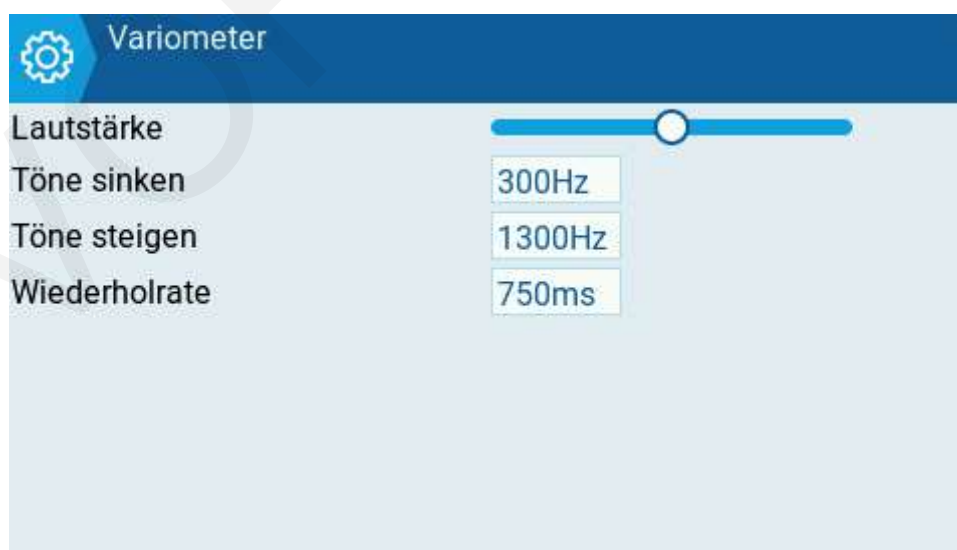 Variometer
Lautstärke
Töne sinken 300Hz
Töne steigen 1300Hz
Wiederholrate 750ms